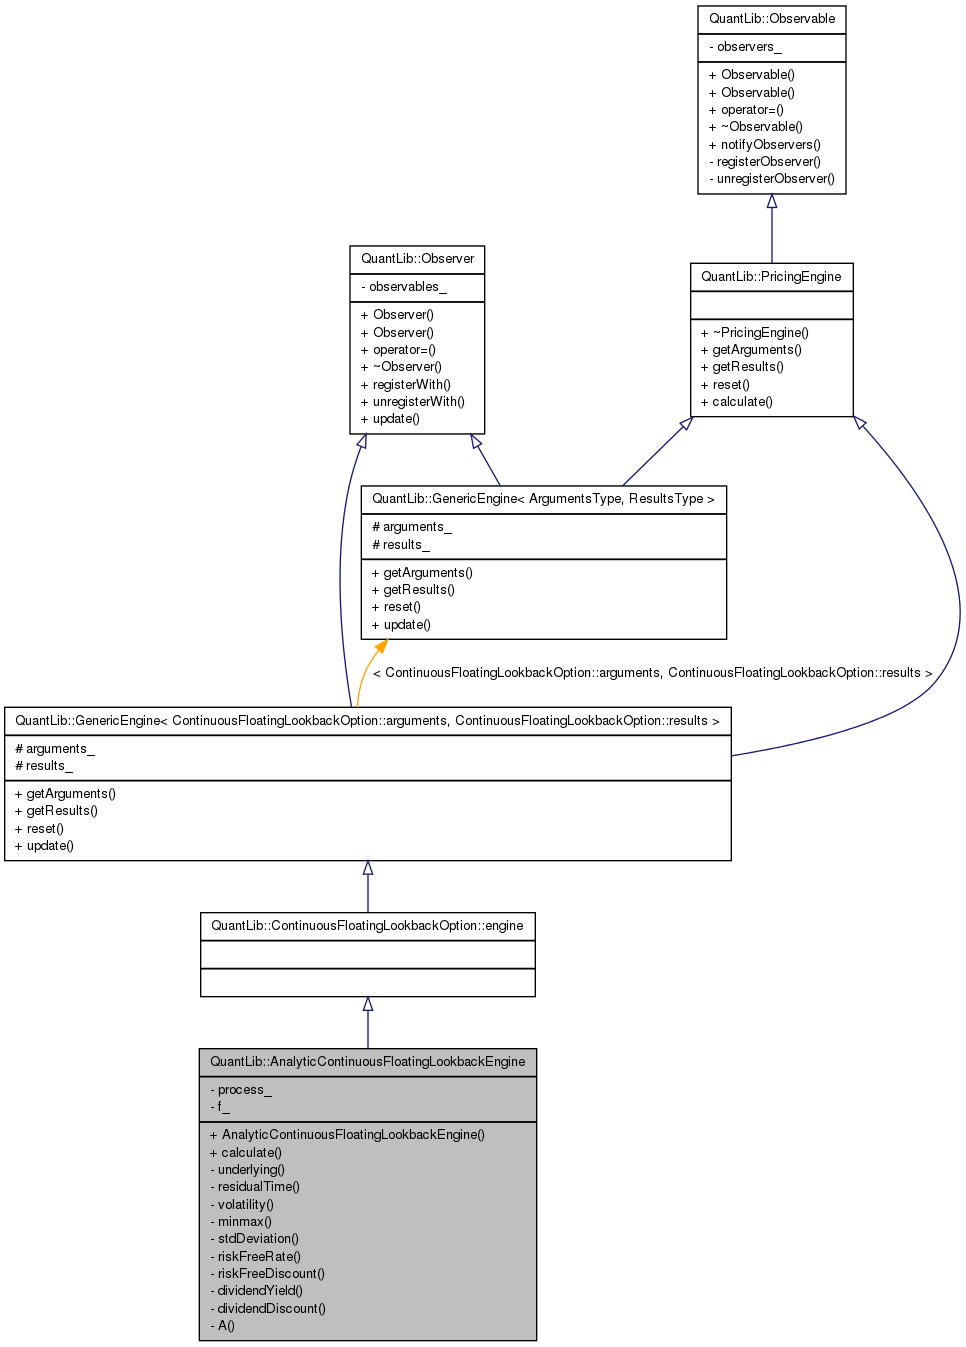 QuantLib::Observable
- observers_
+ Observable()
+ Observable()
+ operator=()
+ ~Observable()
+ notifyObservers()
- registerObserver()
- unregisterObserver()
QuantLib::Observer
- observables_
+ Observer()
+ Observer()
+ operator=()
+ ~Observer()
+ registerWith()
+ unregisterWith()
+ update()
QuantLib::PricingEngine
+ ~PricingEngine()
+ getArguments()
+ getResults()
+ reset()
+ calculate()
QuantLib::GenericEngine< ArgumentsType, ResultsType >
# arguments_
# results_
+ getArguments()
+ getResults()
+ reset()
+ update()
< ContinuousFloatingLookbackOption::arguments, ContinuousFloatingLookbackOption::results >
QuantLib::GenericEngine< ContinuousFloatingLookbackOption::arguments, ContinuousFloatingLookbackOption::results >
# arguments_
# results_
+ getArguments()
+ getResults()
+ reset()
+ update()
QuantLib::ContinuousFloatingLookbackOption::engine
QuantLib::AnalyticContinuousFloatingLookbackEngine
- process_
- f_
+ AnalyticContinuousFloatingLookbackEngine()
+ calculate()
- underlying()
- residualTime()
- volatility()
- minmax()
- stdDeviation()
- riskFreeRate()
- riskFreeDiscount()
- dividendYield()
- dividendDiscount()
- A()